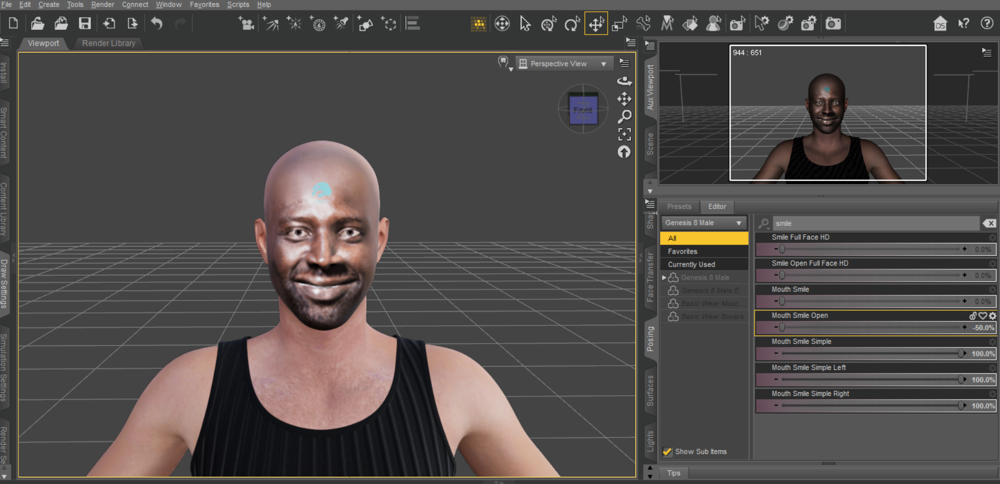 File Edit Create Tools Render Connect Window Favorites Scripts Help
DS
Viewport Render Library
Install
Smart Content
Content Library
Draw Settings
Simulation Settings
Render Se
Perspective View
Front
944 : 651
Aux Viewport
Scene
Presets Editor
Genesis 8 Male
smile
All
Favorites
Currently Used
Genesis 8 Male
Genesis 8 Male E...
Basic Wear Musc...
Basic Wear Boxers
Show Sub Items
Smile Full Face HD
- + 0.0%
Smile Open Full Face HD
- + 0.0%
Mouth Smile
- + 0.0%
Mouth Smile Open
- + -50.0%
Mouth Smile Simple
- + 100.0%
Mouth Smile Simple Left
- + 100.0%
Mouth Smile Simple Right
- + 100.0%
Sha
Face Transfer
Posing
Surfaces
Lights
Tips